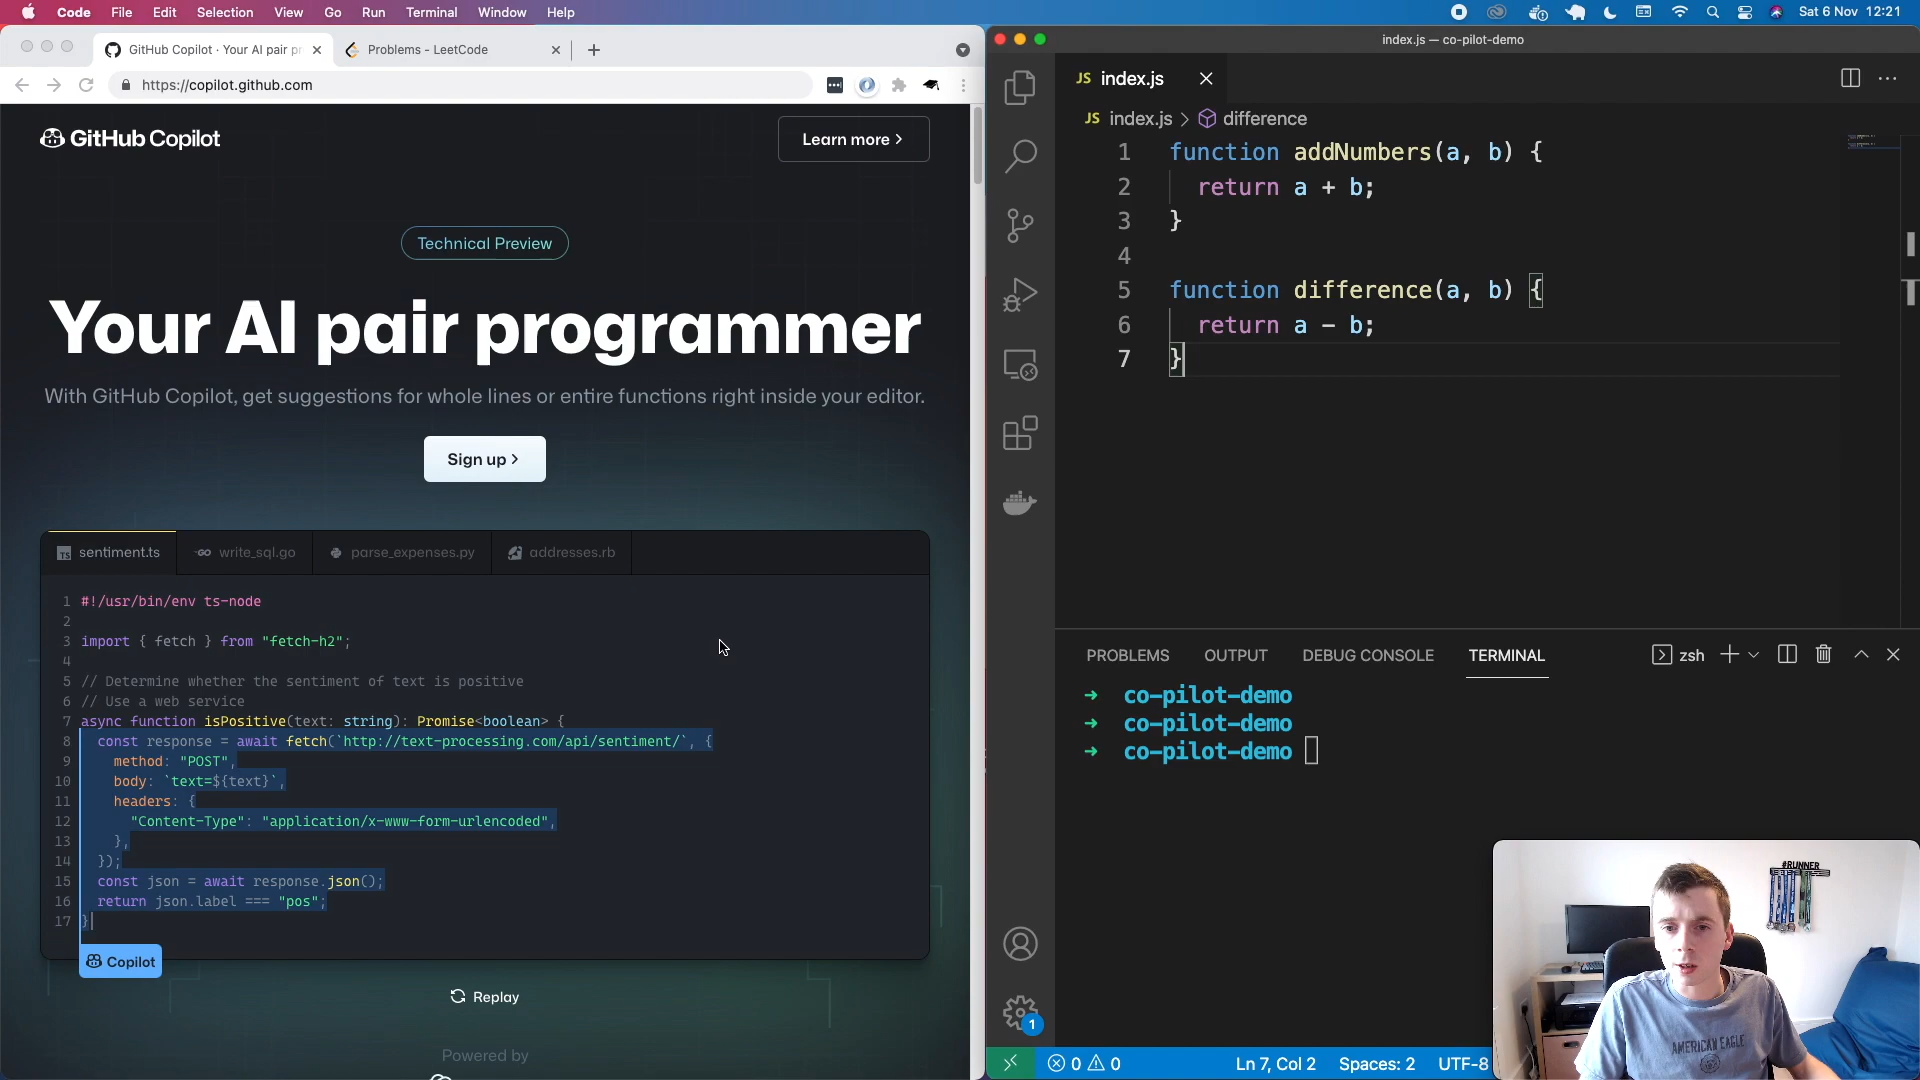 Code File Edit Selection View Go Run Terminal Window Help
Sat 6 Nov 12:21
GitHub Copilot · Your AI pair pr
Problems - LeetCode
https://copilot.github.com
GitHub Copilot
Learn more >
Technical Preview
Your AI pair programmer
With GitHub Copilot, get suggestions for whole lines or entire functions right inside your editor.
Sign up >
TS sentiment.ts
GO write_sql.go
parse_expenses.py
addresses.rb
1 #!/usr/bin/env ts-node
2
3 import { fetch } from "fetch-h2";
4
5 // Determine whether the sentiment of text is positive
6 // Use a web service
7 async function isPositive(text: string): Promise<boolean> {
8 const response = await fetch(`http://text-processing.com/api/sentiment/`, {
9 method: "POST",
10 body: `text=${text}`,
11 headers: {
12 "Content-Type": "application/x-www-form-urlencoded",
13 },
14 });
15 const json = await response.json();
16 return json.label === "pos";
17 }
Copilot
Replay
Powered by
index.js — co-pilot-demo
JS index.js
JS index.js > difference
1 function addNumbers(a, b) {
2 return a + b;
3 }
4
5 function difference(a, b) {
6 return a - b;
7 }
PROBLEMS OUTPUT DEBUG CONSOLE TERMINAL
zsh
→ co-pilot-demo
→ co-pilot-demo
→ co-pilot-demo
#RUNNER
AMERICAN EAGLE
1
0 0
Ln 7, Col 2 Spaces: 2 UTF-8